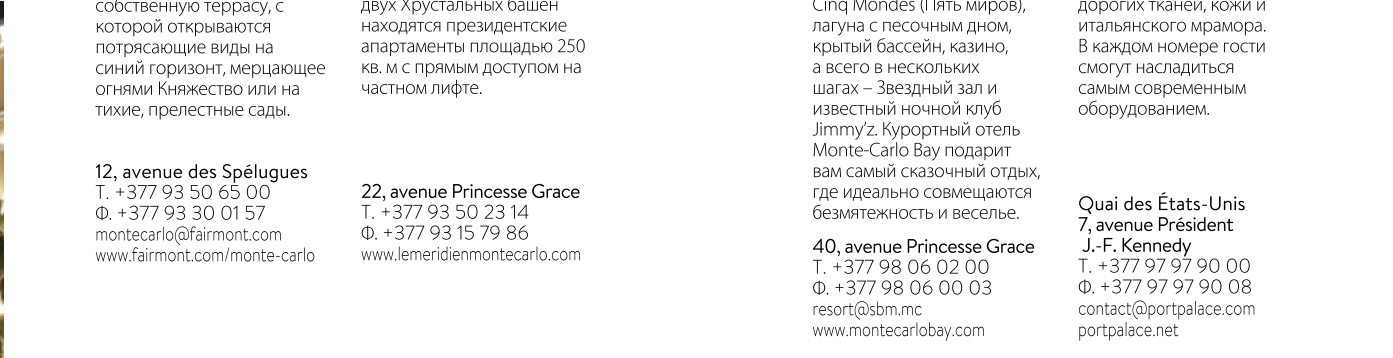 собственную террасу, с
которой открываются
потрясающие виды на
синий горизонт, мерцающее
огнями Княжество или на
тихие, прелестные сады.
12, avenue des Spélugues
Т. +377 93 50 65 00
Ф. +377 93 30 01 57
montecarlo@fairmont.com
www.fairmont.com/monte-carlo
двух Хрустальных башен
находятся президентские
апартаменты площадью 250
кв. м с прямым доступом на
частном лифте.
22, avenue Princesse Grace
Т. +377 93 50 23 14
Ф. +377 93 15 79 86
www.lemeridienmontecarlo.com
Cinq Mondes (Пять миров),
лагуна с песочным дном,
крытый бассейн, казино,
а всего в нескольких
шагах – Звездный зал и
известный ночной клуб
Jimmy’z. Курортный отель
Monte-Carlo Bay подарит
вам самый сказочный отдых,
где идеально совмещаются
безмятежность и веселье.
40, avenue Princesse Grace
Т. +377 98 06 02 00
Ф. +377 98 06 00 03
resort@sbm.mc
www.montecarlobay.com
дорогих тканей, кожи и
итальянского мрамора.
В каждом номере гости
смогут насладиться
самым современным
оборудованием.
Quai des États-Unis
7, avenue Président
J.-F. Kennedy
Т. +377 97 97 90 00
Ф. +377 97 97 90 08
contact@portpalace.com
portpalace.net